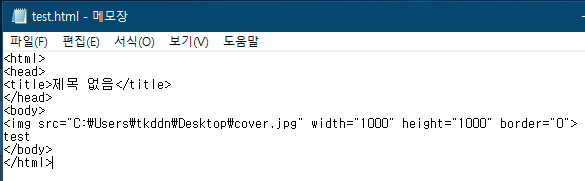 test.html - 메모장
파일(F) 편집(E) 서식(O) 보기(V) 도움말
<html>
<head>
<title>제목 없음</title>
</head>
<body>
<img src="C:₩Users₩tkddn₩Desktop₩cover.jpg" width="1000" height="1000" border="0">
test
</body>
</html>